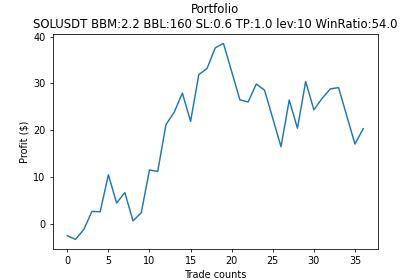 Portfolio
SOLUSDT BBM:2.2 BBL:160 SL:0.6 TP:1.0 lev:10 WinRatio:54.0
40
30
20
10
0
Profit ($)
0 5 10 15 20 25 30 35
Trade counts